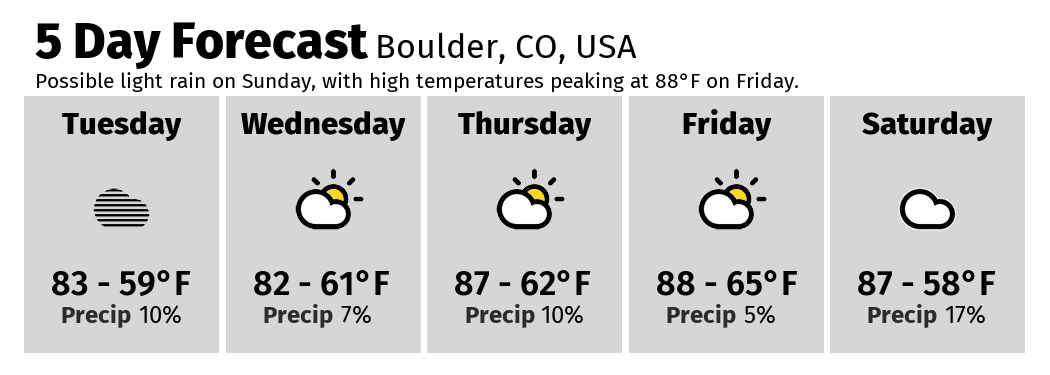 5 Day Forecast Boulder, CO, USA
Possible light rain on Sunday, with high temperatures peaking at 88°F on Friday.
Tuesday Wednesday Thursday Friday Saturday
83 - 59°F 82 - 61°F 87 - 62°F 88 - 65°F 87 - 58°F
Precip 10% Precip 7% Precip 10% Precip 5% Precip 17%